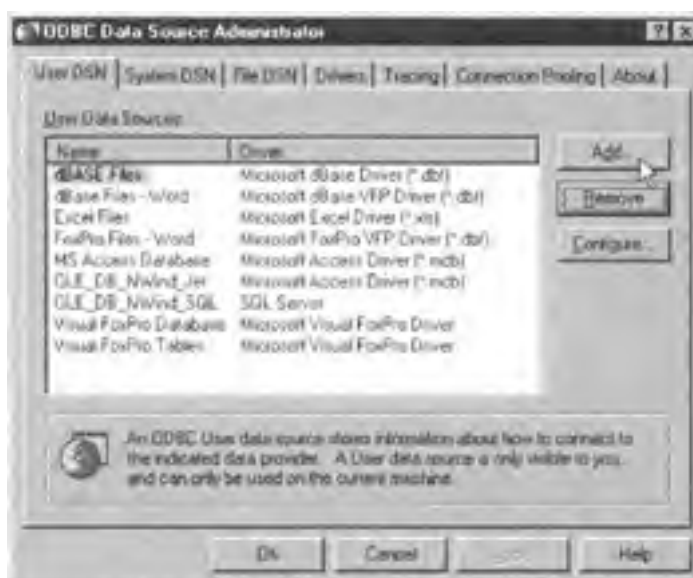 ODBC Data Source Administrator
User DSN System DSN File DSN Drivers Tracing Connection Pooling About
User Data Sources:
Name Driver
dBASE Files Microsoft dBase Driver (*.dbf)
dBase Files - Word Microsoft dBase VFP Driver (*.dbf)
Excel Files Microsoft Excel Driver (*.xls)
FoxPro Files - Word Microsoft FoxPro VFP Driver (*.dbf)
MS Access Database Microsoft Access Driver (*.mdb)
OLE_DB_NWind_Jet Microsoft Access Driver (*.mdb)
OLE_DB_NWind_SQL SQL Server
Visual FoxPro Database Microsoft Visual FoxPro Driver
Visual FoxPro Tables Microsoft Visual FoxPro Driver
Add...
Remove
Configure...
An ODBC User data source stores information about how to connect to
the indicated data provider. A User data source is only visible to you,
and can only be used on the current machine.
OK Cancel Help